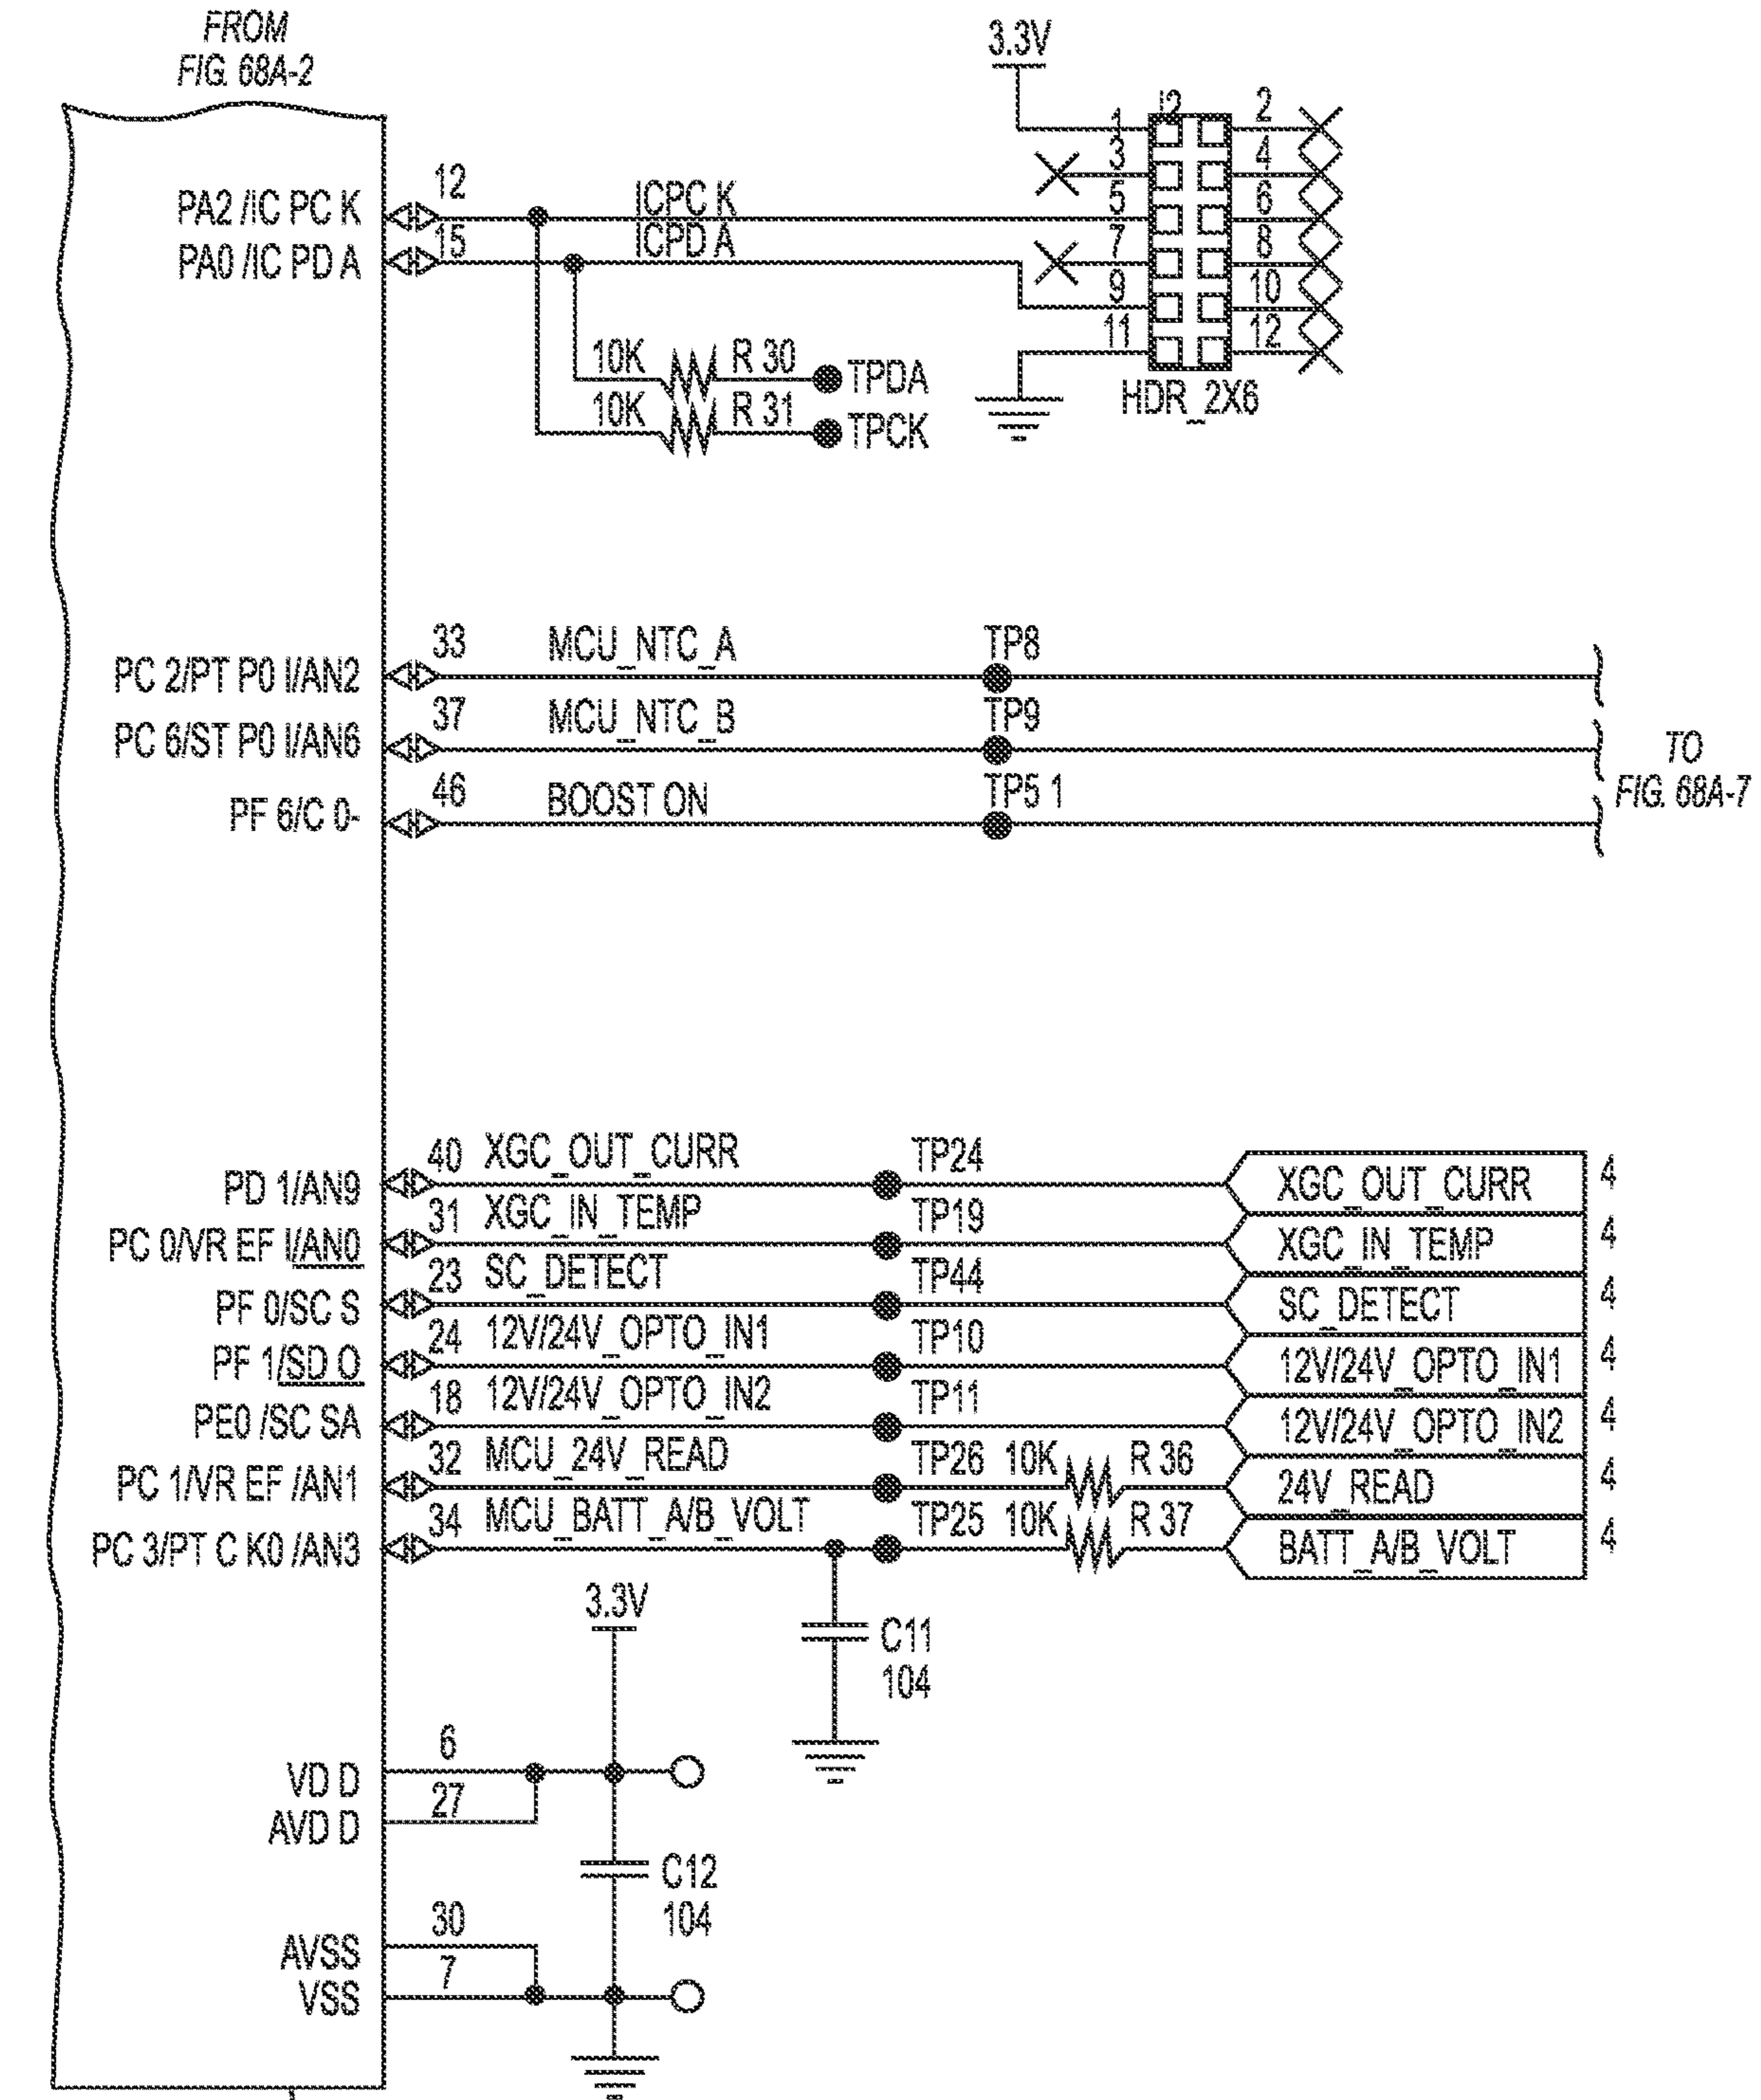 FROM
FIG. 68A-2
3.3V
J2
1 2
3 4
5 6
7 8
9 10
11 12
HDR_2X6
PA2 /IC PC K 12 ICPC K
PA0 /IC PD A 15 ICPD A
10K R 30 TPDA
10K R 31 TPCK
PC 2/PT P0 I/AN2 33 MCU_NTC_A TP8
PC 6/ST P0 I/AN6 37 MCU_NTC_B TP9
PF 6/C 0- 46 BOOST ON TP5 1
TO
FIG. 68A-7
PD 1/AN9 40 XGC_OUT_CURR TP24 XGC_OUT_CURR 4
PC 0/VR EF I/AN0 31 XGC_IN_TEMP TP19 XGC_IN_TEMP 4
PF 0/SC S 23 SC_DETECT TP44 SC_DETECT 4
PF 1/SD O 24 12V/24V_OPTO_IN1 TP10 12V/24V_OPTO_IN1 4
PE0 /SC SA 18 12V/24V_OPTO_IN2 TP11 12V/24V_OPTO_IN2 4
PC 1/VR EF /AN1 32 MCU_24V_READ TP26 10K R 36 24V_READ 4
PC 3/PT C K0 /AN3 34 MCU_BATT_A/B_VOLT TP25 10K R 37 BATT_A/B_VOLT 4
3.3V
C11
104
VD D 6
AVD D 27
C12
104
AVSS 30
VSS 7